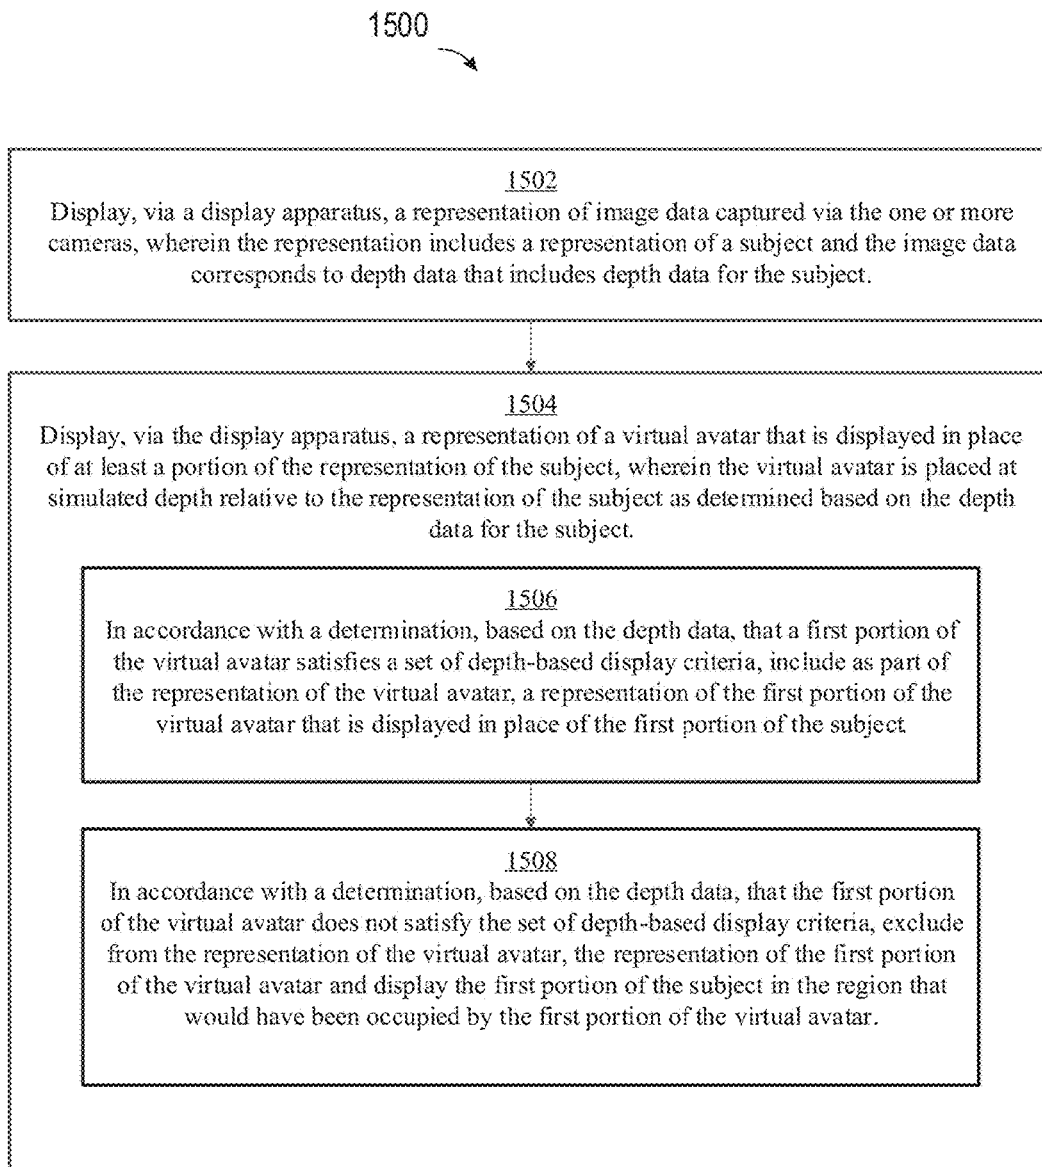 1500
1502
Display, via a display apparatus, a representation of image data captured via the one or more
cameras, wherein the representation includes a representation of a subject and the image data
corresponds to depth data that includes depth data for the subject.
1504
Display, via the display apparatus, a representation of a virtual avatar that is displayed in place
of at least a portion of the representation of the subject, wherein the virtual avatar is placed at
simulated depth relative to the representation of the subject as determined based on the depth
data for the subject.
1506
In accordance with a determination, based on the depth data, that a first portion of
the virtual avatar satisfies a set of depth-based display criteria, include as part of
the representation of the virtual avatar, a representation of the first portion of the
virtual avatar that is displayed in place of the first portion of the subject.
1508
In accordance with a determination, based on the depth data, that the first portion
of the virtual avatar does not satisfy the set of depth-based display criteria, exclude
from the representation of the virtual avatar, the representation of the first portion
of the virtual avatar and display the first portion of the subject in the region that
would have been occupied by the first portion of the virtual avatar.